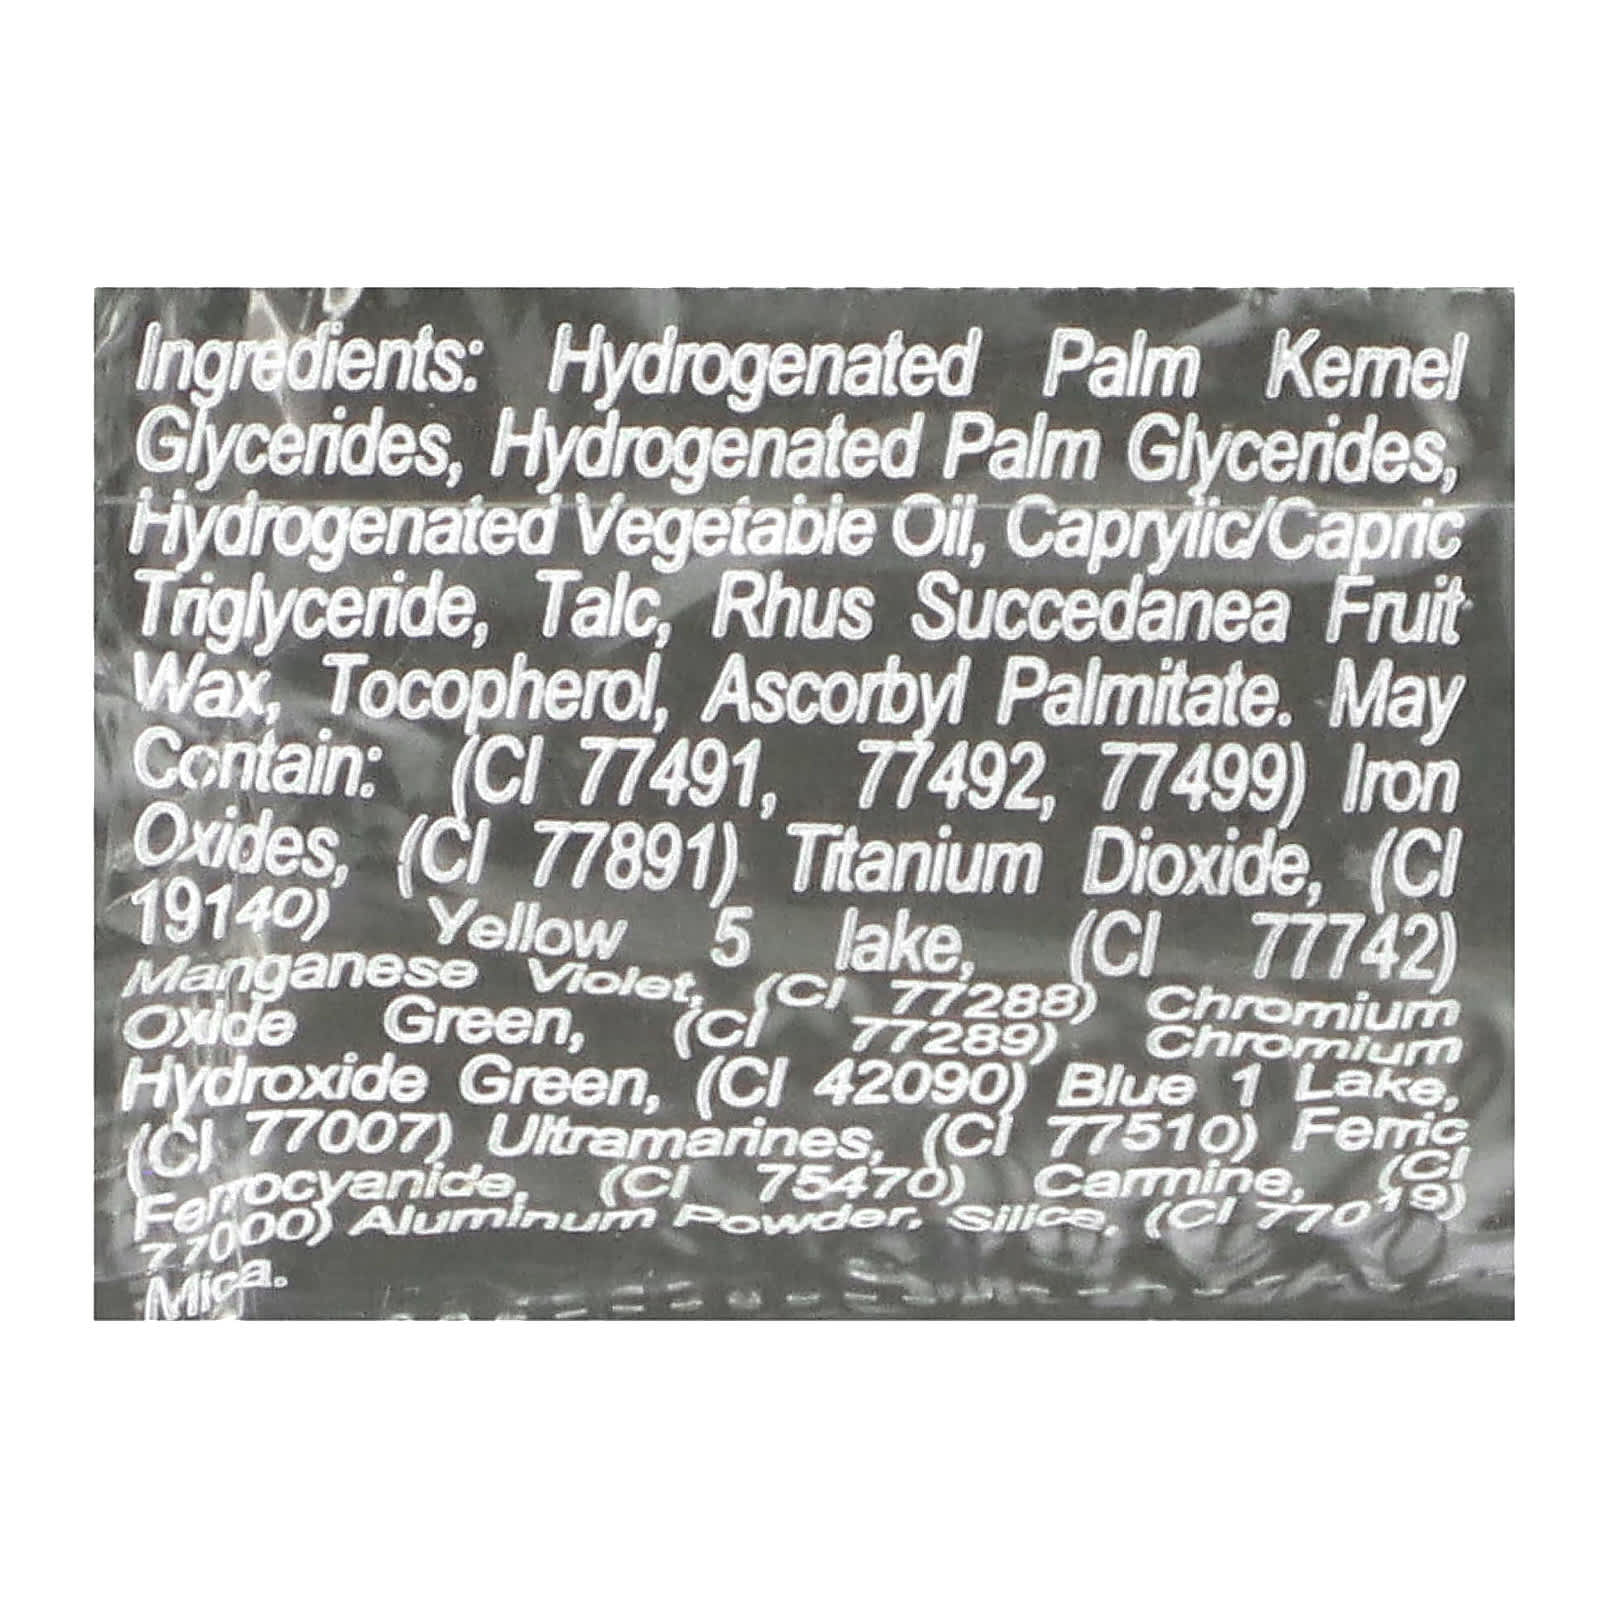 Ingredients: Hydrogenated Palm Kernel
Glycerides, Hydrogenated Palm Glycerides,
Hydrogenated Vegetable Oil, Caprylic/Capric
Triglyceride, Talc, Rhus Succedanea Fruit
Wax, Tocopherol, Ascorbyl Palmitate. May
Contain: (CI 77491, 77492, 77499) Iron
Oxides, (CI 77891) Titanium Dioxide, (CI
19140) Yellow 5 lake, (CI 77742)
Manganese Violet, (CI 77288) Chromium
Oxide Green, (CI 77289) Chromium
Hydroxide Green, (CI 42090) Blue 1 Lake,
(CI 77007) Ultramarines, (CI 77510) Ferric
Ferrocyanide, (CI 75470) Carmine, (CI
77000) Aluminum Powder, Silica, (CI 77019)
Mica.